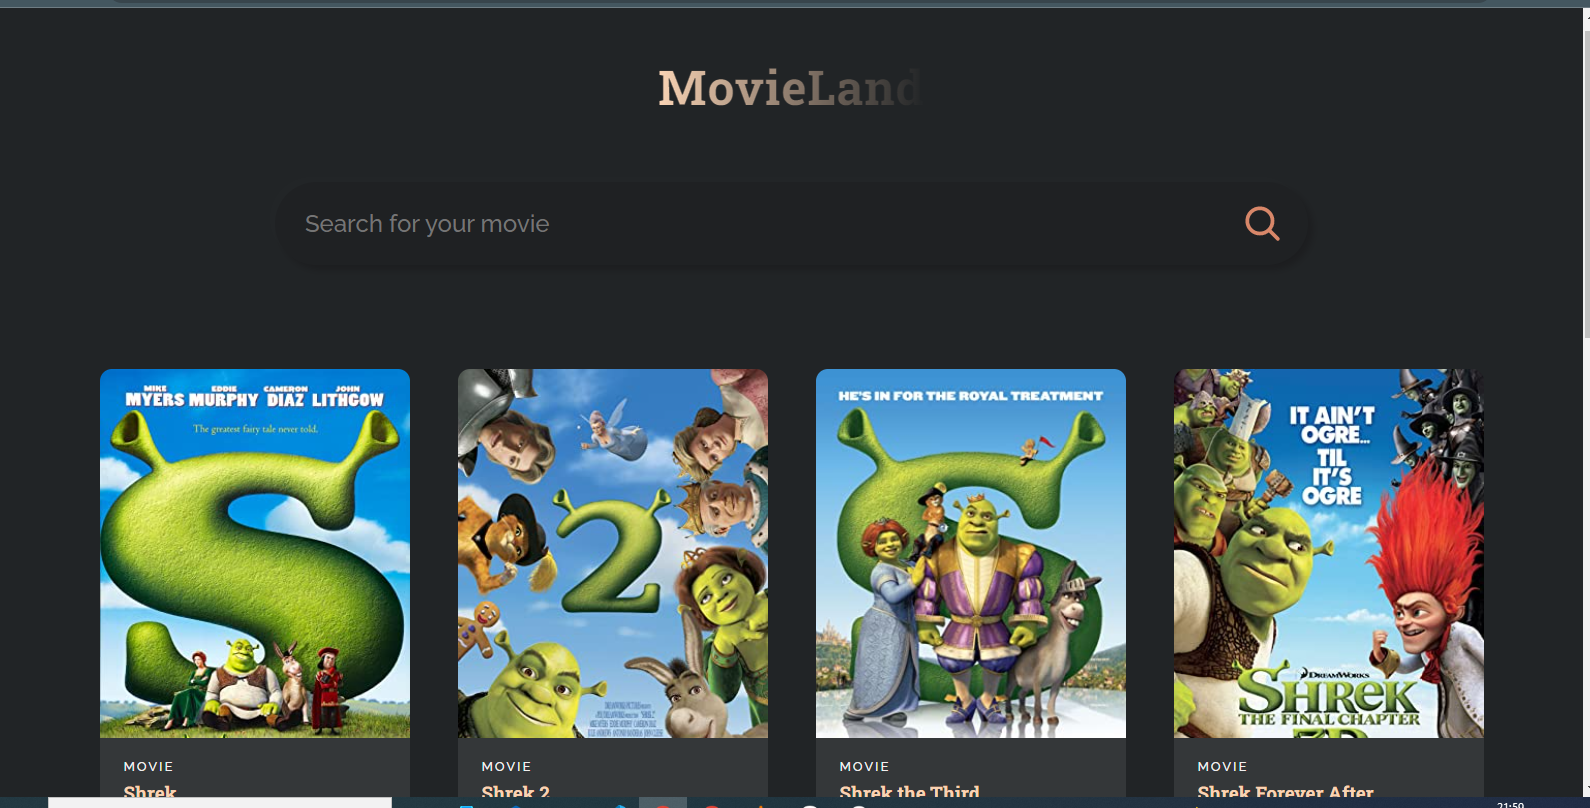 MovieLand
Search for your movie
MIKE MYERS EDDIE MURPHY CAMERON DIAZ JOHN LITHGOW
The greatest fairy tale never told.
2
HE'S IN FOR THE ROYAL TREATMENT
IT AIN'T
OGRE...
TIL
IT'S
OGRE
DREAMWORKS
SHREK
THE FINAL CHAPTER
MOVIE
Shrek
MOVIE
Shrek 2
MOVIE
Shrek the Third
MOVIE
Shrek Forever After
21:50